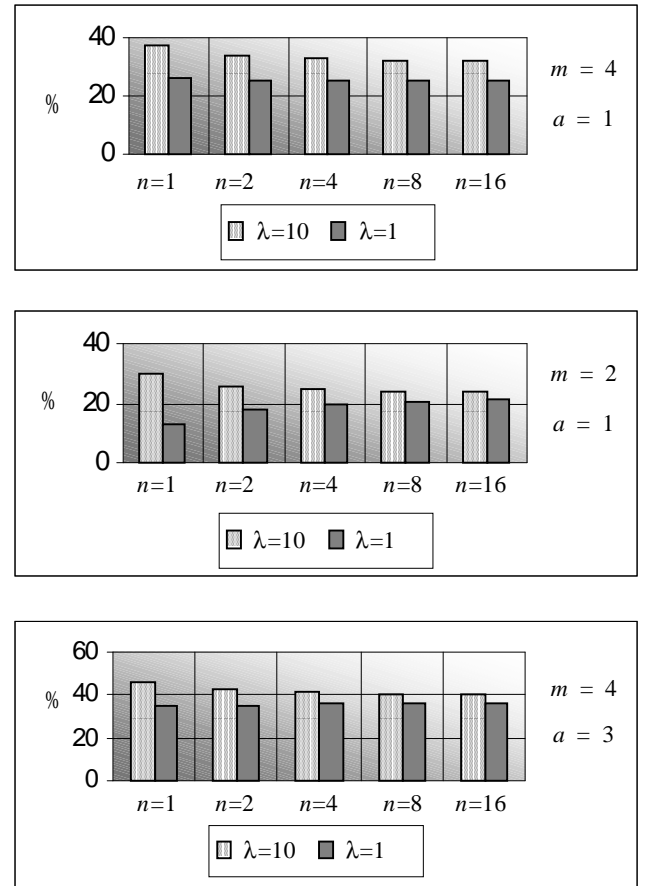 40
m = 4
%
20
a = 1
0
n=1 n=2 n=4 n=8 n=16
λ=10 λ=1
40
m = 2
%
20
a = 1
0
n=1 n=2 n=4 n=8 n=16
λ=10 λ=1
60
%
40
m = 4
20
a = 3
0
n=1 n=2 n=4 n=8 n=16
λ=10 λ=1